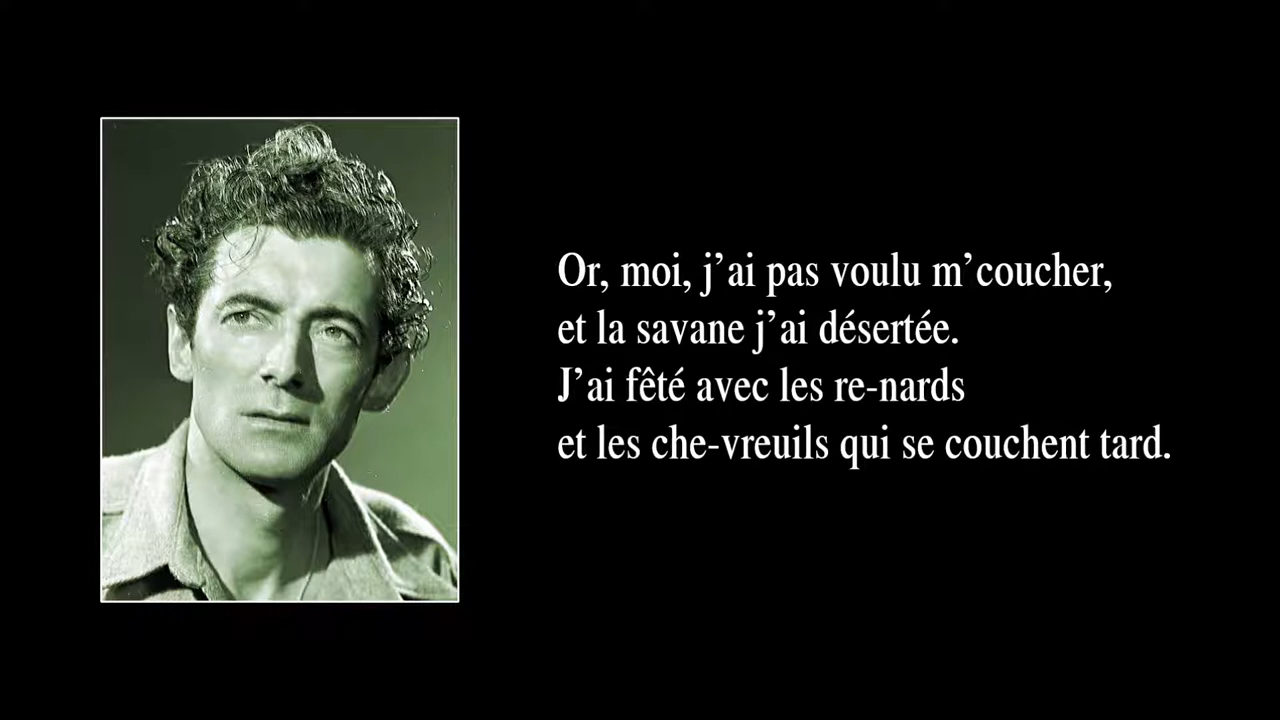 Or, moi, j’ai pas voulu m’coucher,
et la savane j’ai désertée.
J’ai fêté avec les re-nards
et les che-vreuils qui se couchent tard.